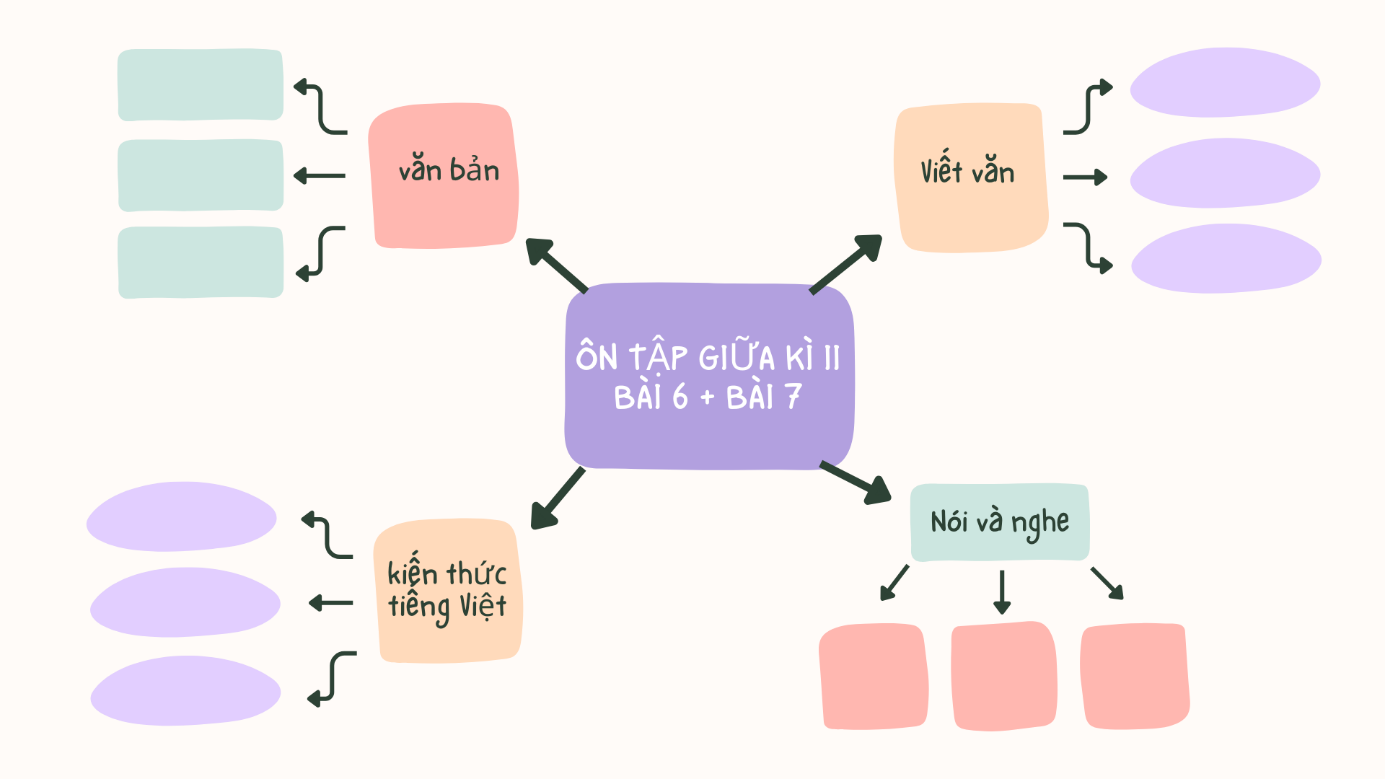 văn bản
Viết văn
ÔN TẬP GIỮA KÌ II
BÀI 6 + BÀI 7
Nói và nghe
kiến thức
tiếng Việt